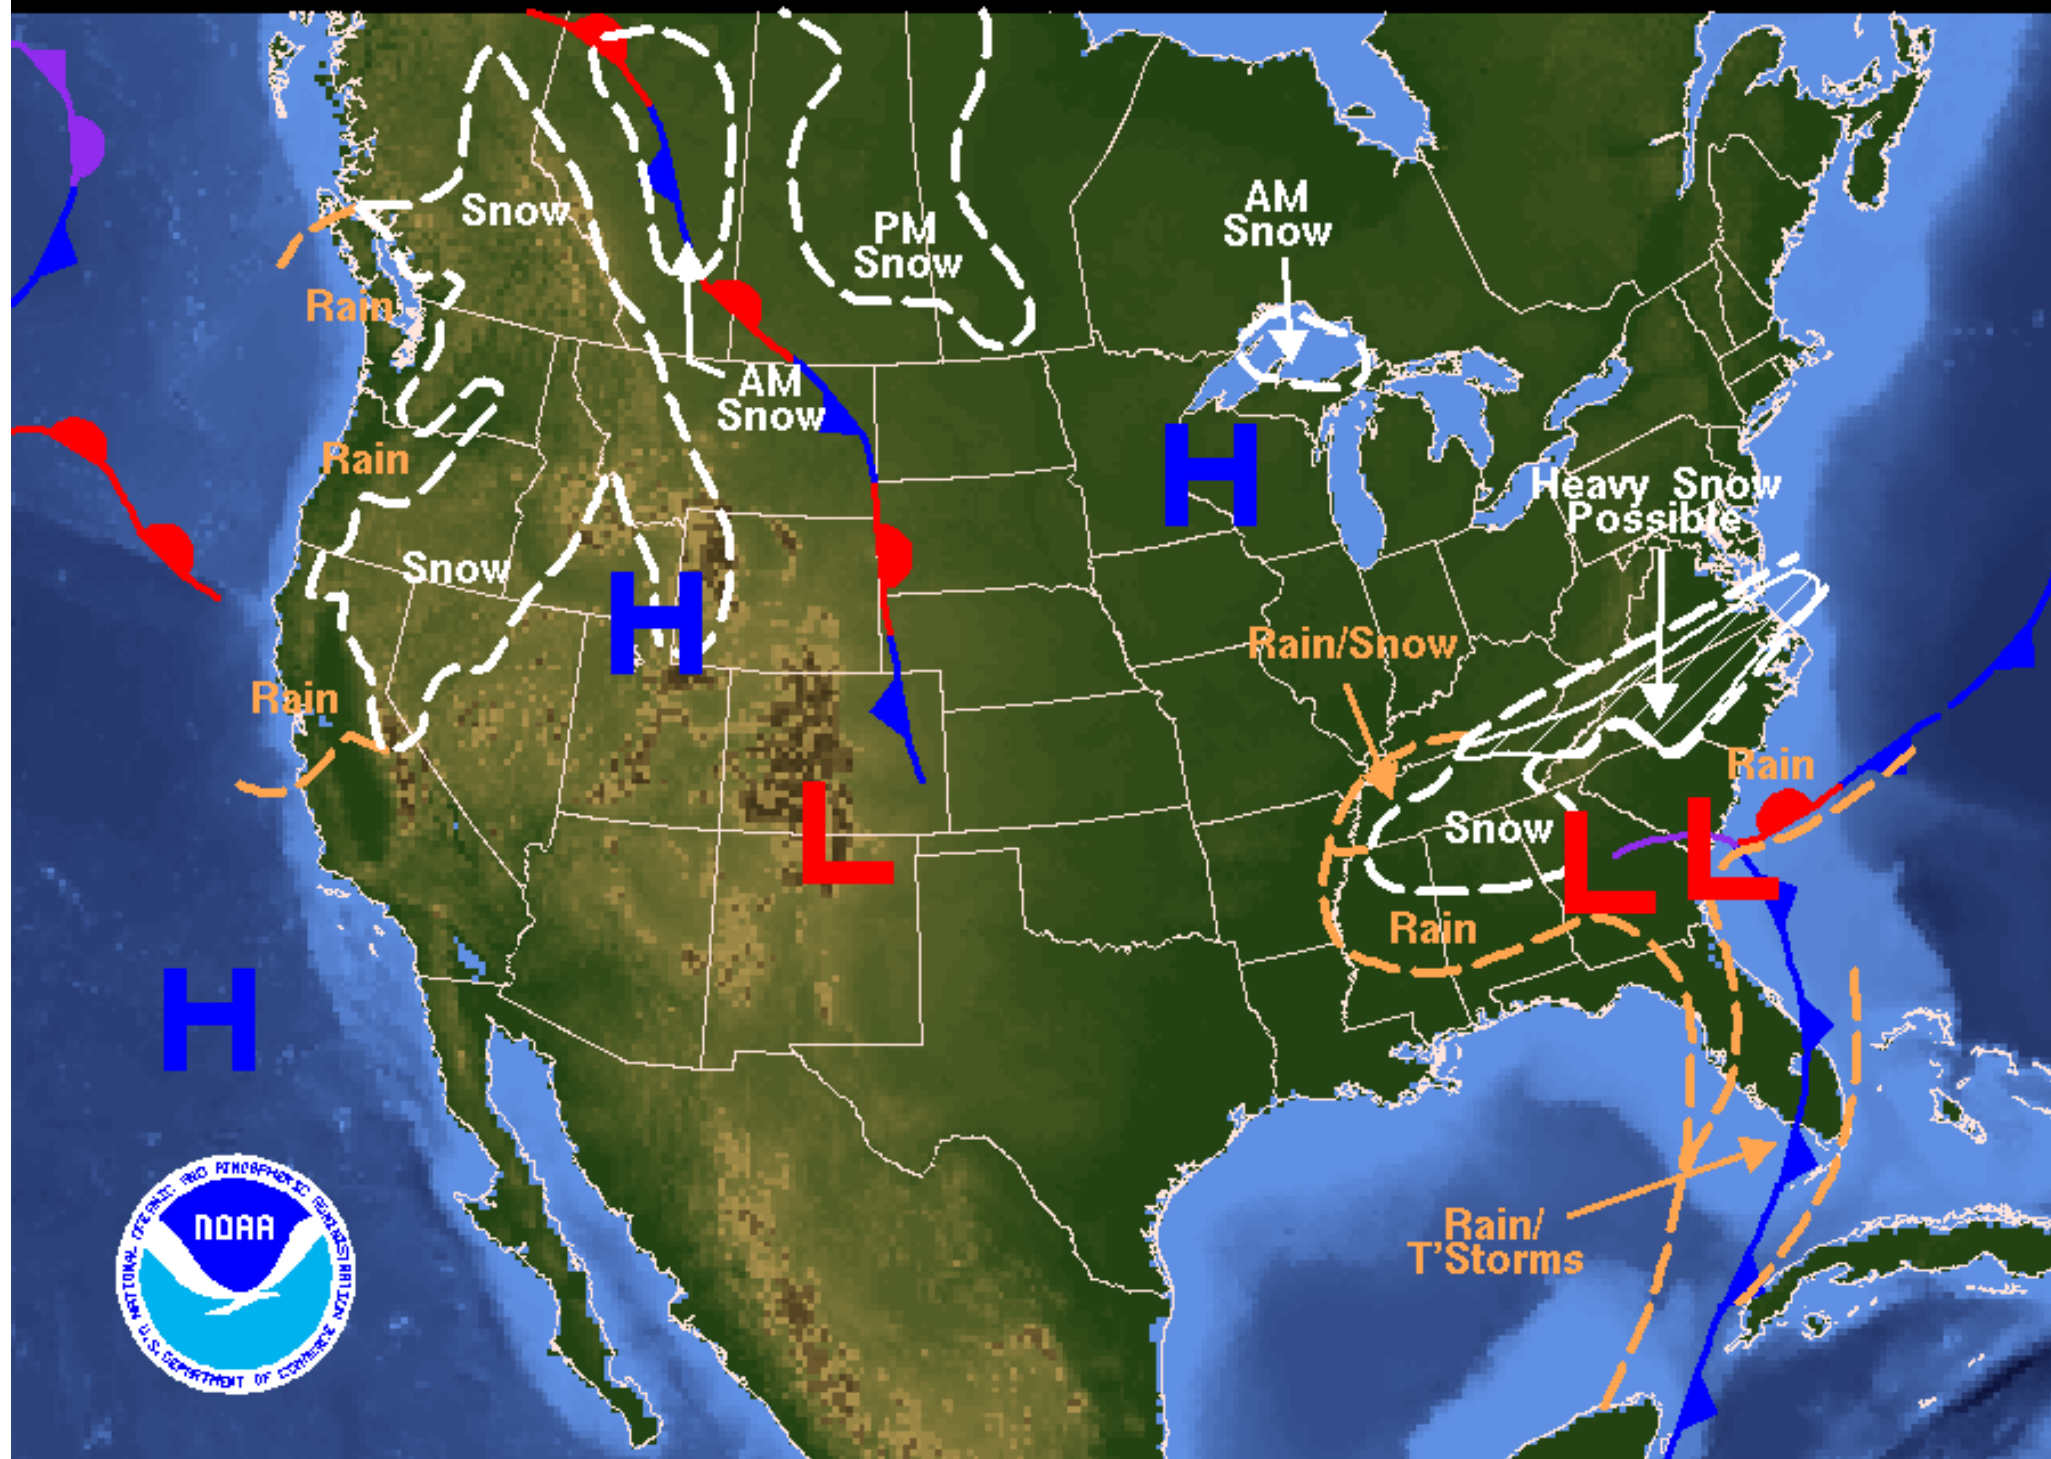 Snow
PM
Snow
AM
Snow
Rain
AM
Snow
Rain
Heavy Snow
Possible
Snow
H
H
Rain/Snow
Rain
Rain
L
Snow
L
L
Rain
H
NATIONAL OCEANIC AND ATMOSPHERIC ADMINISTRATION
NOAA
U.S. DEPARTMENT OF COMMERCE
Rain/
T'Storms